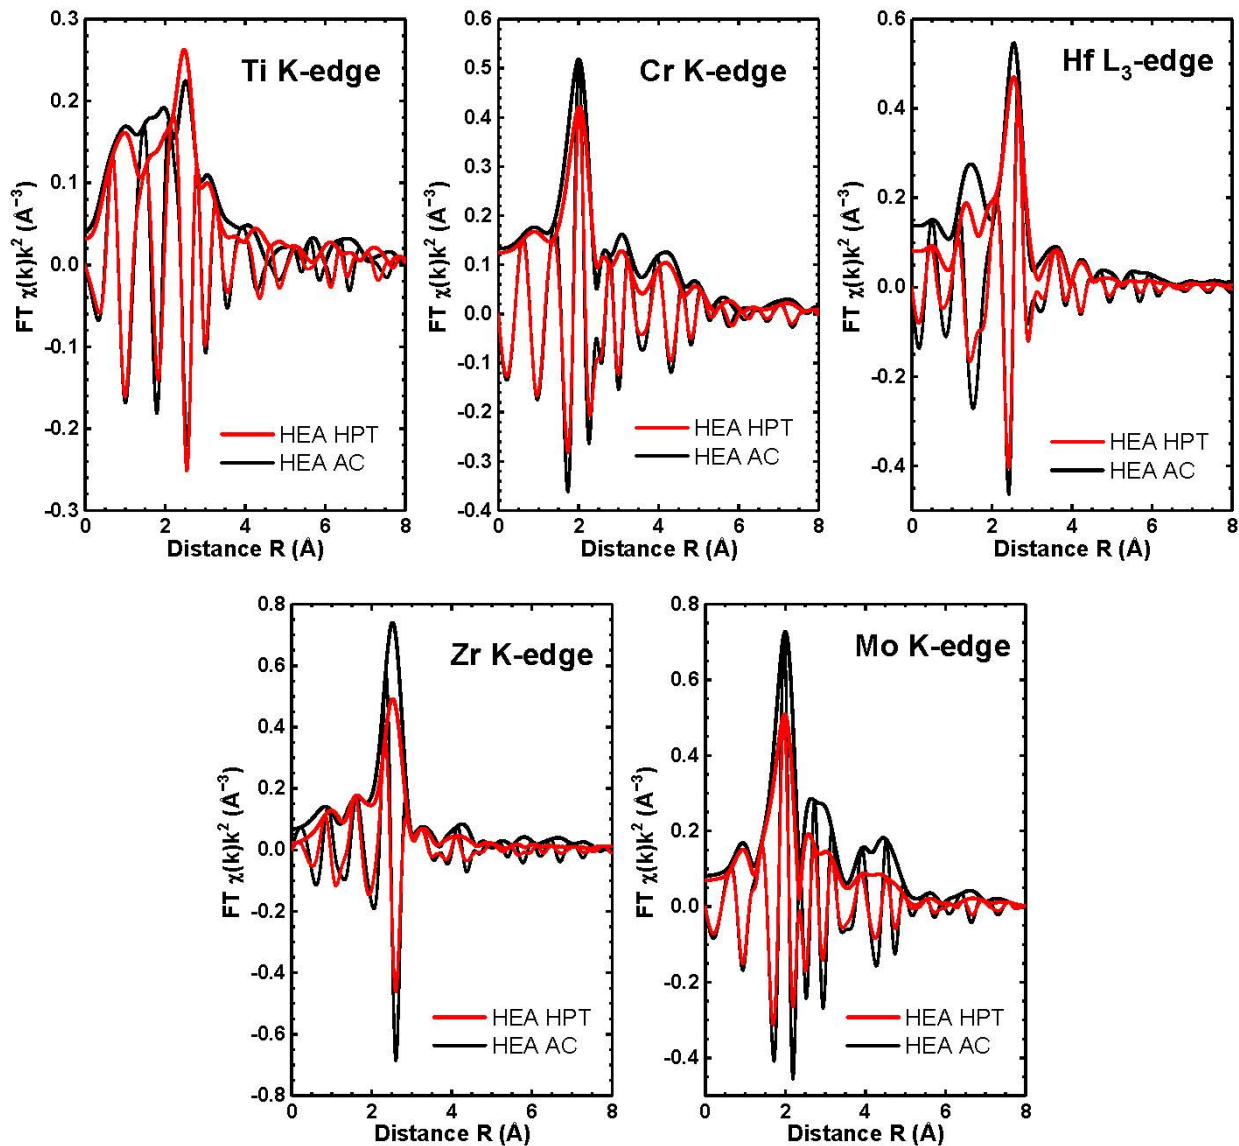 Ti K-edge
FT χ(k)k² (Å⁻³)
0.3
0.2
0.1
0.0
-0.1
-0.2
-0.3
HEA HPT
HEA AC
0 2 4 6 8
Distance R (Å)
Cr K-edge
FT χ(k)k² (Å⁻³)
0.6
0.5
0.4
0.3
0.2
0.1
0.0
-0.1
-0.2
-0.3
-0.4
HEA HPT
HEA AC
0 2 4 6 8
Distance R (Å)
Hf L₃-edge
FT χ(k)k² (Å⁻³)
0.6
0.4
0.2
0.0
-0.2
-0.4
HEA HPT
HEA AC
0 2 4 6 8
Distance R (Å)
Zr K-edge
FT χ(k)k² (Å⁻³)
0.8
0.6
0.4
0.2
0.0
-0.2
-0.4
-0.6
-0.8
HEA HPT
HEA AC
0 2 4 6 8
Distance R (Å)
Mo K-edge
FT χ(k)k² (Å⁻³)
0.8
0.6
0.4
0.2
0.0
-0.2
-0.4
HEA HPT
HEA AC
0 2 4 6 8
Distance R (Å)